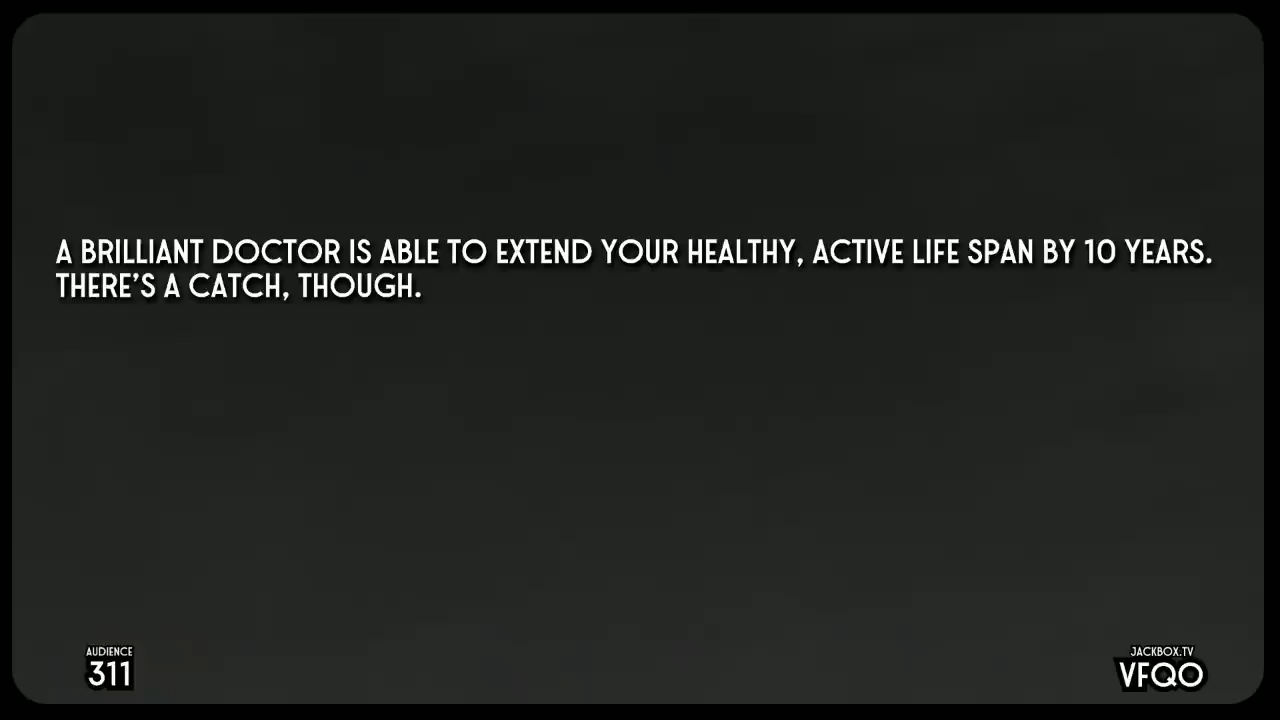 A BRILLIANT DOCTOR IS ABLE TO EXTEND YOUR HEALTHY, ACTIVE LIFE SPAN BY 10 YEARS.
THERE'S A CATCH, THOUGH.
AUDIENCE
311
JACKBOX.TV
VFQO